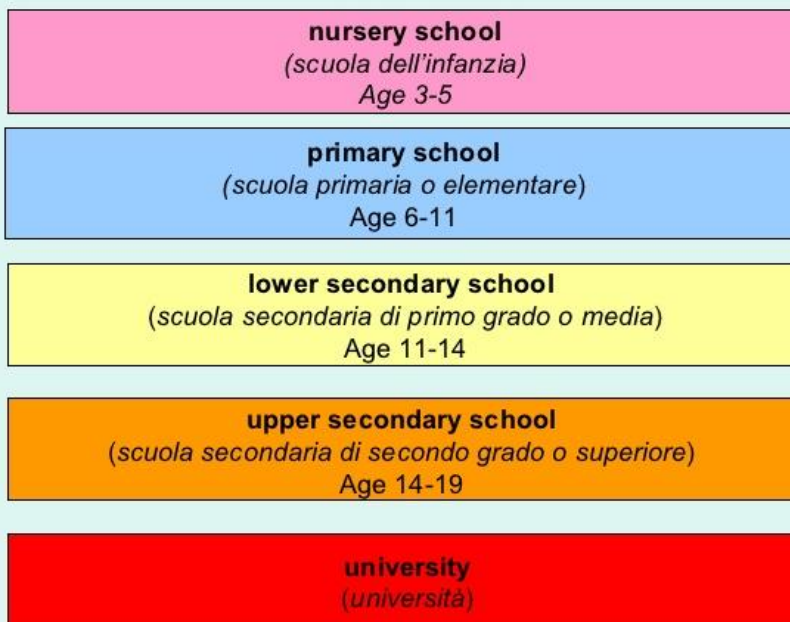 nursery school
(scuola dell'infanzia)
Age 3-5
primary school
(scuola primaria o elementare)
Age 6-11
lower secondary school
(scuola secondaria di primo grado o media)
Age 11-14
upper secondary school
(scuola secondaria di secondo grado o superiore)
Age 14-19
university
(università)